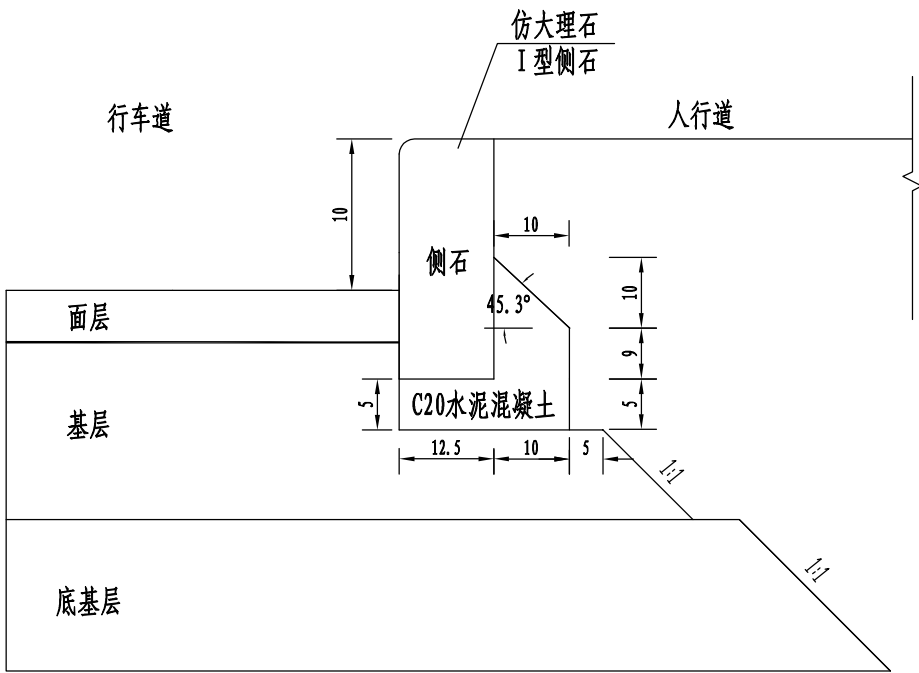 仿大理石
I型侧石
行车道
人行道
10
10
侧石
45.3°
10
面层
9
5
C20水泥混凝土
5
基层
12.5
10
5
1:1
1:1
底基层